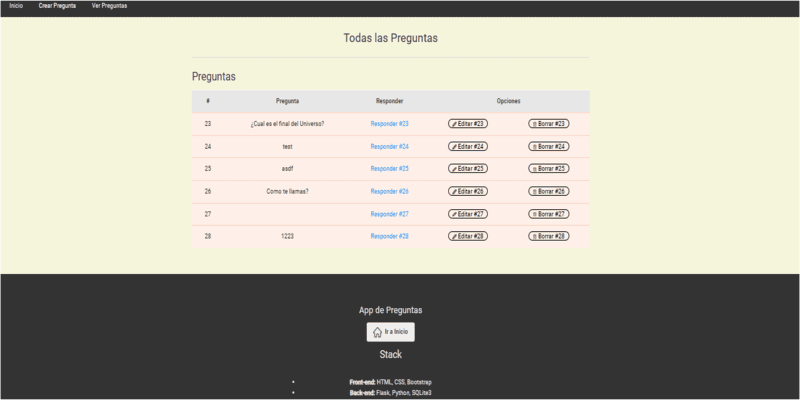 Inicio Crear Pregunta Ver Preguntas
Todas las Preguntas
Preguntas
# Pregunta Responder Opciones
23 ¿Cual es el final del Universo? Responder #23 Editar #23 Borrar #23
24 test Responder #24 Editar #24 Borrar #24
25 asdf Responder #25 Editar #25 Borrar #25
26 Como te llamas? Responder #26 Editar #26 Borrar #26
27 Responder #27 Editar #27 Borrar #27
28 1223 Responder #28 Editar #28 Borrar #28
App de Preguntas
Ir a Inicio
Stack
• Front-end: HTML, CSS, Bootstrap
• Back-end: Flask, Python, SQLite3